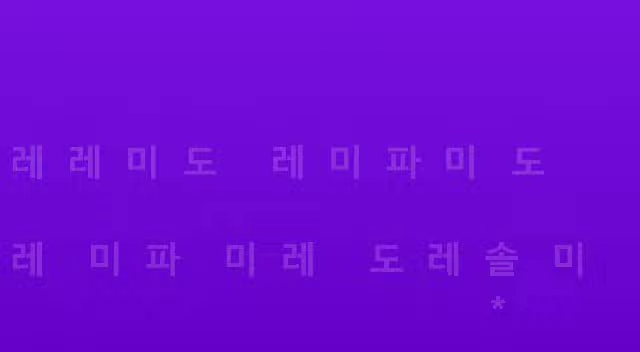 레 레 미 도 레 미 파 미 도
레 미 파 미 레 도 레 솔 미
*